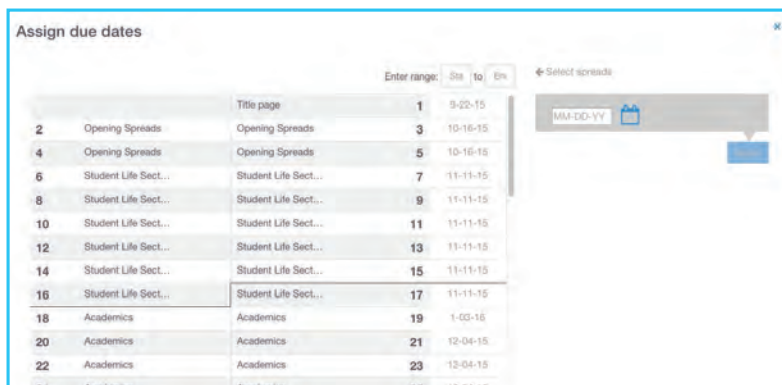 Assign due dates
Enter range: Sta to En
← Select spreads
Title page 1 9-22-15
MM-DD-YY
2 Opening Spreads Opening Spreads 3 10-16-15
4 Opening Spreads Opening Spreads 5 10-16-15
6 Student Life Sect... Student Life Sect... 7 11-11-15
8 Student Life Sect... Student Life Sect... 9 11-11-15
10 Student Life Sect... Student Life Sect... 11 11-11-15
12 Student Life Sect... Student Life Sect... 13 11-11-15
14 Student Life Sect... Student Life Sect... 15 11-11-15
16 Student Life Sect... Student Life Sect... 17 11-11-15
18 Academics Academics 19 1-03-16
20 Academics Academics 21 12-04-15
22 Academics Academics 23 12-04-15